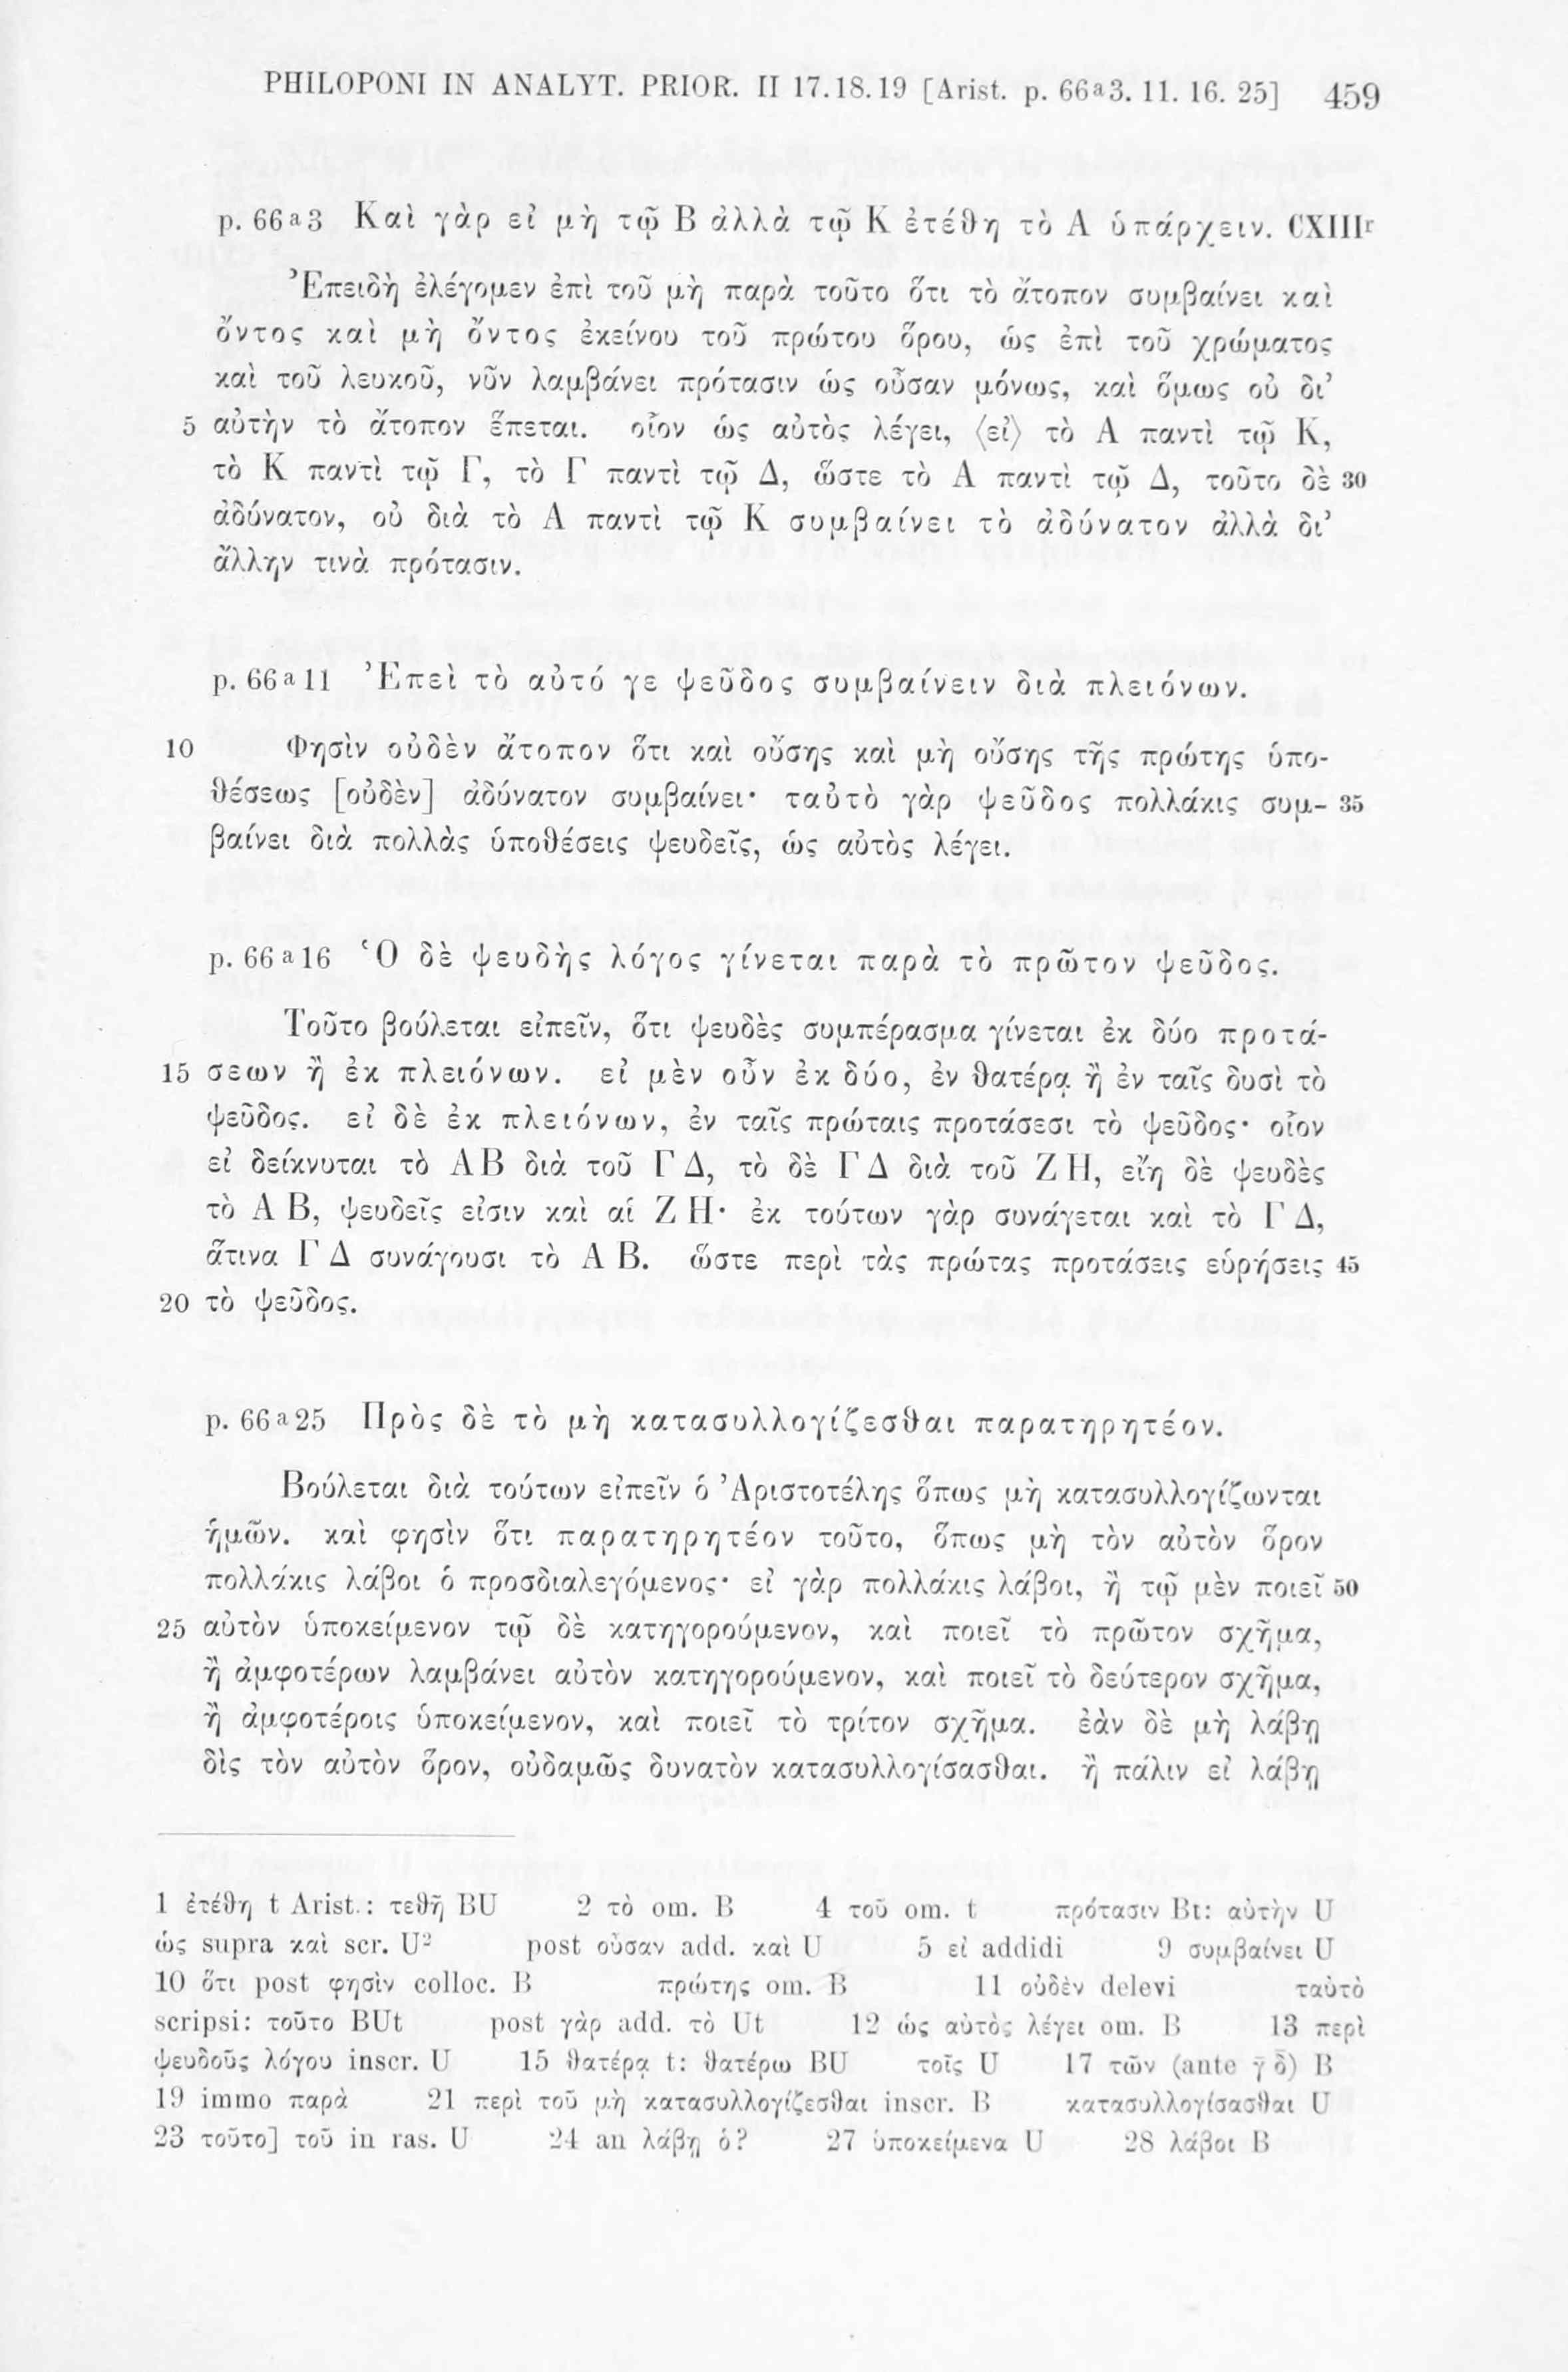 PHILOPONI IN ANALYT. PRIOR. II 17.18.19 [Arist. p. 66ᵃ3. 11. 16. 25] 459
p. 66ᵃ3 Καὶ γὰρ εἰ μὴ τῷ Β ἀλλὰ τῷ Κ ἐτέθη τὸ Α ὑπάρχειν. CXIIIʳ
Ἐπειδὴ ἐλέγομεν ἐπὶ τοῦ μὴ παρὰ τοῦτο ὅτι τὸ ἄτοπον συμβαίνει καὶ
ὄντος καὶ μὴ ὄντος ἐκείνου τοῦ πρώτου ὅρου, ὡς ἐπὶ τοῦ χρώματος
καὶ τοῦ λευκοῦ, νῦν λαμβάνει πρότασιν ὡς οὖσαν μόνως, καὶ ὅμως οὐ δι’
5 αὐτὴν τὸ ἄτοπον ἕπεται. οἷον ὡς αὐτὸς λέγει, ⟨εἰ⟩ τὸ Α παντὶ τῷ Κ,
τὸ Κ παντὶ τῷ Γ, τὸ Γ παντὶ τῷ Δ, ὥστε τὸ Α παντὶ τῷ Δ, τοῦτο δὲ 30
ἀδύνατον, οὐ διὰ τὸ Α παντὶ τῷ Κ συμβαίνει τὸ ἀδύνατον ἀλλὰ δι’
ἄλλην τινὰ πρότασιν.
p. 66ᵃ11 Ἐπεὶ τὸ αὐτό γε ψεῦδος συμβαίνειν διὰ πλειόνων.
10 Φησὶν οὐδὲν ἄτοπον ὅτι καὶ οὔσης καὶ μὴ οὔσης τῆς πρώτης ὑπο-
θέσεως [οὐδὲν] ἀδύνατον συμβαίνει· ταὐτὸ γὰρ ψεῦδος πολλάκις συμ- 35
βαίνει διὰ πολλὰς ὑποθέσεις ψευδεῖς, ὡς αὐτὸς λέγει.
p. 66ᵃ16 Ὁ δὲ ψευδὴς λόγος γίνεται παρὰ τὸ πρῶτον ψεῦδος.
Τοῦτο βούλεται εἰπεῖν, ὅτι ψευδὲς συμπέρασμα γίνεται ἐκ δύο προτά-
15 σεων ἢ ἐκ πλειόνων. εἰ μὲν οὖν ἐκ δύο, ἐν θατέρᾳ ἢ ἐν ταῖς δυσὶ τὸ
ψεῦδος. εἰ δὲ ἐκ πλειόνων, ἐν ταῖς πρώταις προτάσεσι τὸ ψεῦδος· οἷον
εἰ δείκνυται τὸ ΑΒ διὰ τοῦ ΓΔ, τὸ δὲ ΓΔ διὰ τοῦ ΖΗ, εἴη δὲ ψευδὲς
τὸ ΑΒ, ψευδεῖς εἰσιν καὶ αἱ ΖΗ· ἐκ τούτων γὰρ συνάγεται καὶ τὸ ΓΔ,
ἅτινα ΓΔ συνάγουσι τὸ ΑΒ. ὥστε περὶ τὰς πρώτας προτάσεις εὑρήσεις 45
20 τὸ ψεῦδος.
p. 66ᵃ25 Πρὸς δὲ τὸ μὴ κατασυλλογίζεσθαι παρατηρητέον.
Βούλεται διὰ τούτων εἰπεῖν ὁ Ἀριστοτέλης ὅπως μὴ κατασυλλογίζωνται
ἡμῶν. καὶ φησὶν ὅτι παρατηρητέον τοῦτο, ὅπως μὴ τὸν αὐτὸν ὅρον
πολλάκις λάβοι ὁ προσδιαλεγόμενος· εἰ γὰρ πολλάκις λάβοι, ἢ τῷ μὲν ποιεῖ 50
25 αὐτὸν ὑποκείμενον τῷ δὲ κατηγορούμενον, καὶ ποιεῖ τὸ πρῶτον σχῆμα,
ἢ ἀμφοτέρων λαμβάνει αὐτὸν κατηγορούμενον, καὶ ποιεῖ τὸ δεύτερον σχῆμα,
ἢ ἀμφοτέροις ὑποκείμενον, καὶ ποιεῖ τὸ τρίτον σχῆμα. ἐὰν δὲ μὴ λάβῃ
δὶς τὸν αὐτὸν ὅρον, οὐδαμῶς δυνατὸν κατασυλλογίσασθαι. ἢ πάλιν εἰ λάβῃ
1 ἐτέθη t Arist.: τεθῇ BU 2 τὸ om. B 4 τοῦ om. t πρότασιν Bt: αὐτὴν U
ὡς supra καὶ scr. U² post οὖσαν add. καὶ U 5 εἰ addidi 9 συμβαίνει U
10 ὅτι post φησὶν colloc. B πρώτης om. B 11 οὐδὲν delevi ταὐτὸ
scripsi: τοῦτο BUt post γὰρ add. τὸ Ut 12 ὡς αὐτὸς λέγει om. B 13 περὶ
ψευδοῦς λόγου inscr. U 15 θατέρᾳ t: θατέρω BU τοῖς U 17 τῶν (ante γ̄ δ̄) B
19 immo παρὰ 21 περὶ τοῦ μὴ κατασυλλογίζεσθαι inscr. B κατασυλλογίσασθαι U
23 τοῦτο] τοῦ in ras. U 24 an λάβῃ ὁ? 27 ὑποκείμενα U 28 λάβοι B